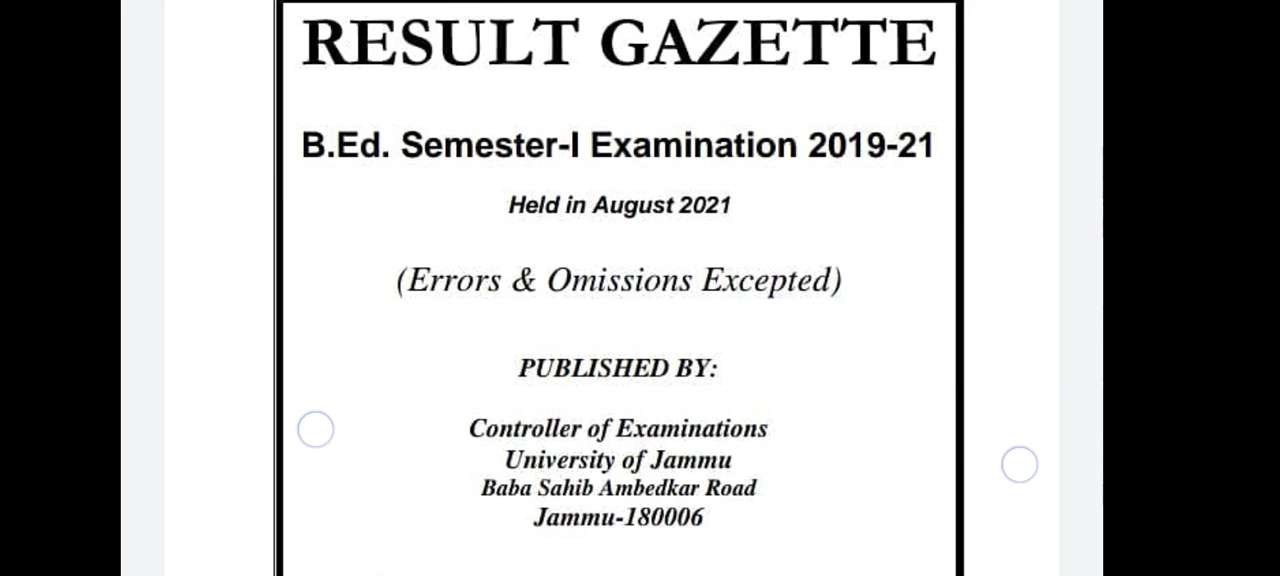 RESULT GAZETTE
B.Ed. Semester-I Examination 2019-21
Held in August 2021
(Errors & Omissions Excepted)
PUBLISHED BY:
Controller of Examinations
University of Jammu
Baba Sahib Ambedkar Road
Jammu-180006